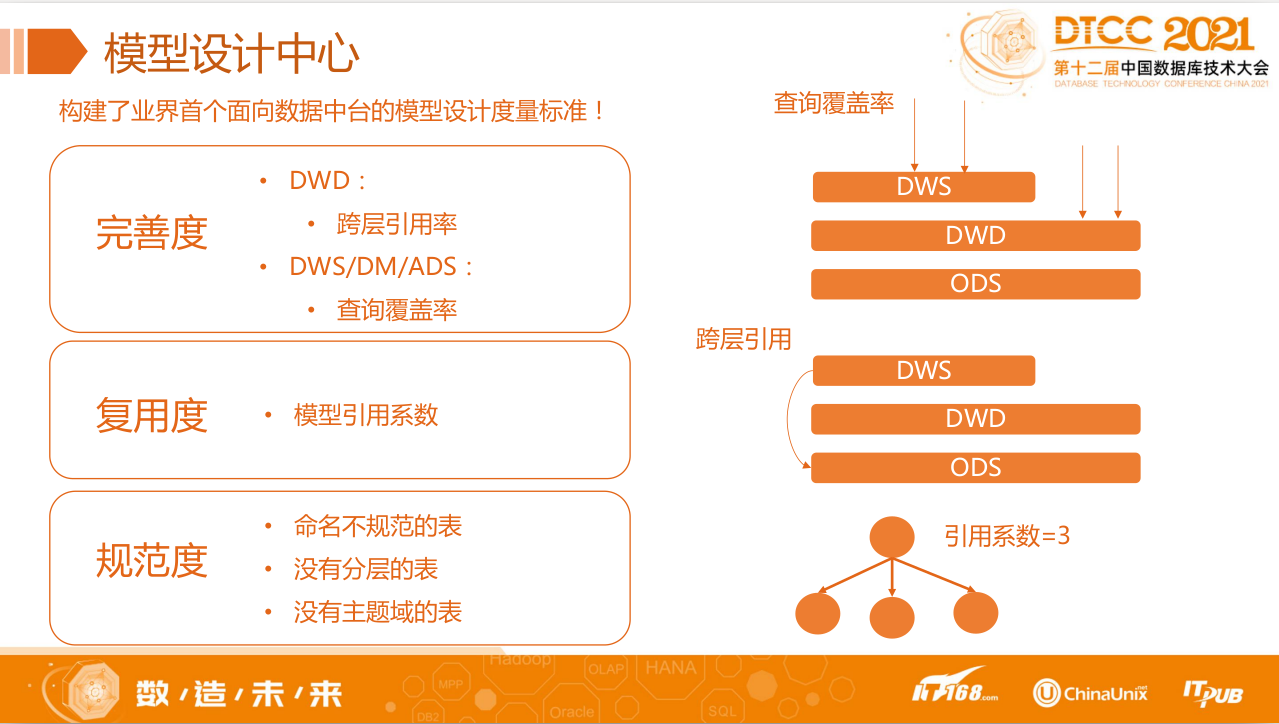 模型设计中心
DTCC 2021
第十二届中国数据库技术大会
DATABASE TECHNOLOGY CONFERENCE CHINA 2021
构建了业界首个面向数据中台的模型设计度量标准！
完善度
• DWD：
• 跨层引用率
• DWS/DM/ADS：
• 查询覆盖率
复用度
• 模型引用系数
规范度
• 命名不规范的表
• 没有分层的表
• 没有主题域的表
查询覆盖率
DWS
DWD
ODS
跨层引用
DWS
DWD
ODS
引用系数=3
数/造/未/来
Hadoop
MPP
DB2
OLAP
Oracle
HANA
SQL
IT168.com
ChinaUnix.net
ITPUB